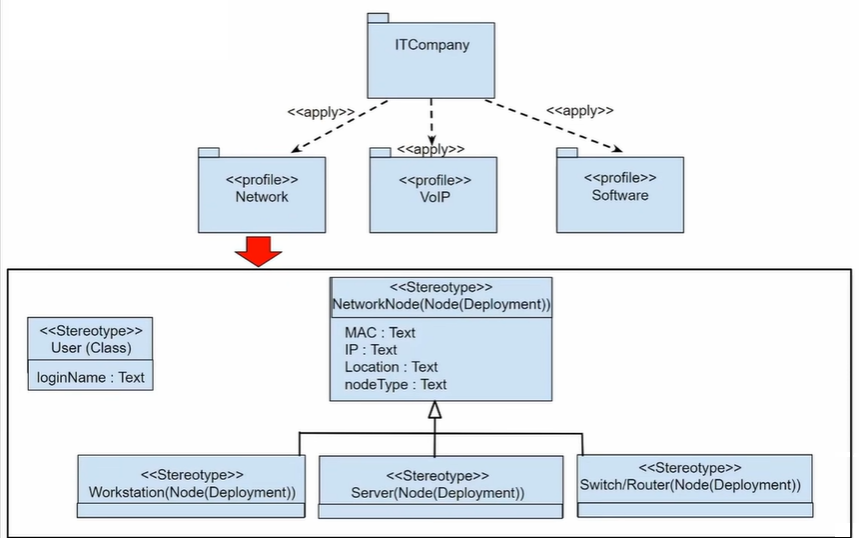 ITCompany
<<apply>>
<<apply>>
<<apply>>
<<profile>>
Network
<<profile>>
VoIP
<<profile>>
Software
<<Stereotype>>
NetworkNode(Node(Deployment))
MAC : Text
IP : Text
Location : Text
nodeType : Text
<<Stereotype>>
User (Class)
loginName : Text
<<Stereotype>>
Workstation(Node(Deployment))
<<Stereotype>>
Server(Node(Deployment))
<<Stereotype>>
Switch/Router(Node(Deployment))